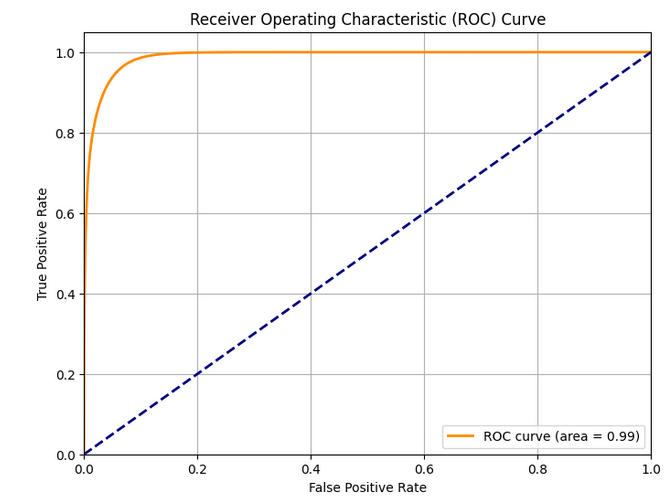 Receiver Operating Characteristic (ROC) Curve
1.0
0.8
0.6
0.4
0.2
0.0
True Positive Rate
ROC curve (area = 0.99)
0.0 0.2 0.4 0.6 0.8 1.0
False Positive Rate